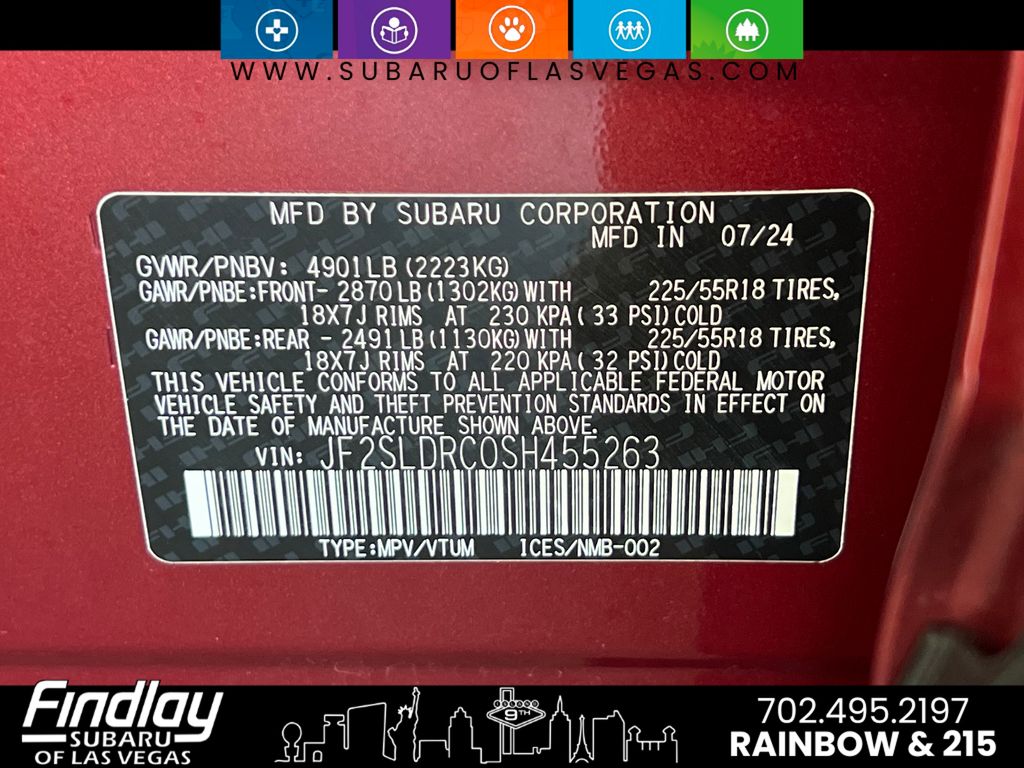 WWW.SUBARUOFLASVEGAS.COM
MFD BY SUBARU CORPORATION
MFD IN 07/24
GVWR/PNBV: 4901LB (2223KG)
GAWR/PNBE:FRONT- 2870 LB (1302KG) WITH 225/55R18 TIRES,
18X7J RIMS AT 230 KPA ( 33 PSI) COLD
GAWR/PNBE:REAR - 2491 LB (1130KG) WITH 225/55R18 TIRES,
18X7J RIMS AT 220 KPA ( 32 PSI) COLD
THIS VEHICLE CONFORMS TO ALL APPLICABLE FEDERAL MOTOR
VEHICLE SAFETY AND THEFT PREVENTION STANDARDS IN EFFECT ON
THE DATE OF MANUFACTURE SHOWN ABOVE.
VIN: JF2SLDRC0SH455263
TYPE:MPV/VTUM ICES/NMB-002
Findlay
SUBARU
OF LAS VEGAS
9TH
702.495.2197
RAINBOW & 215